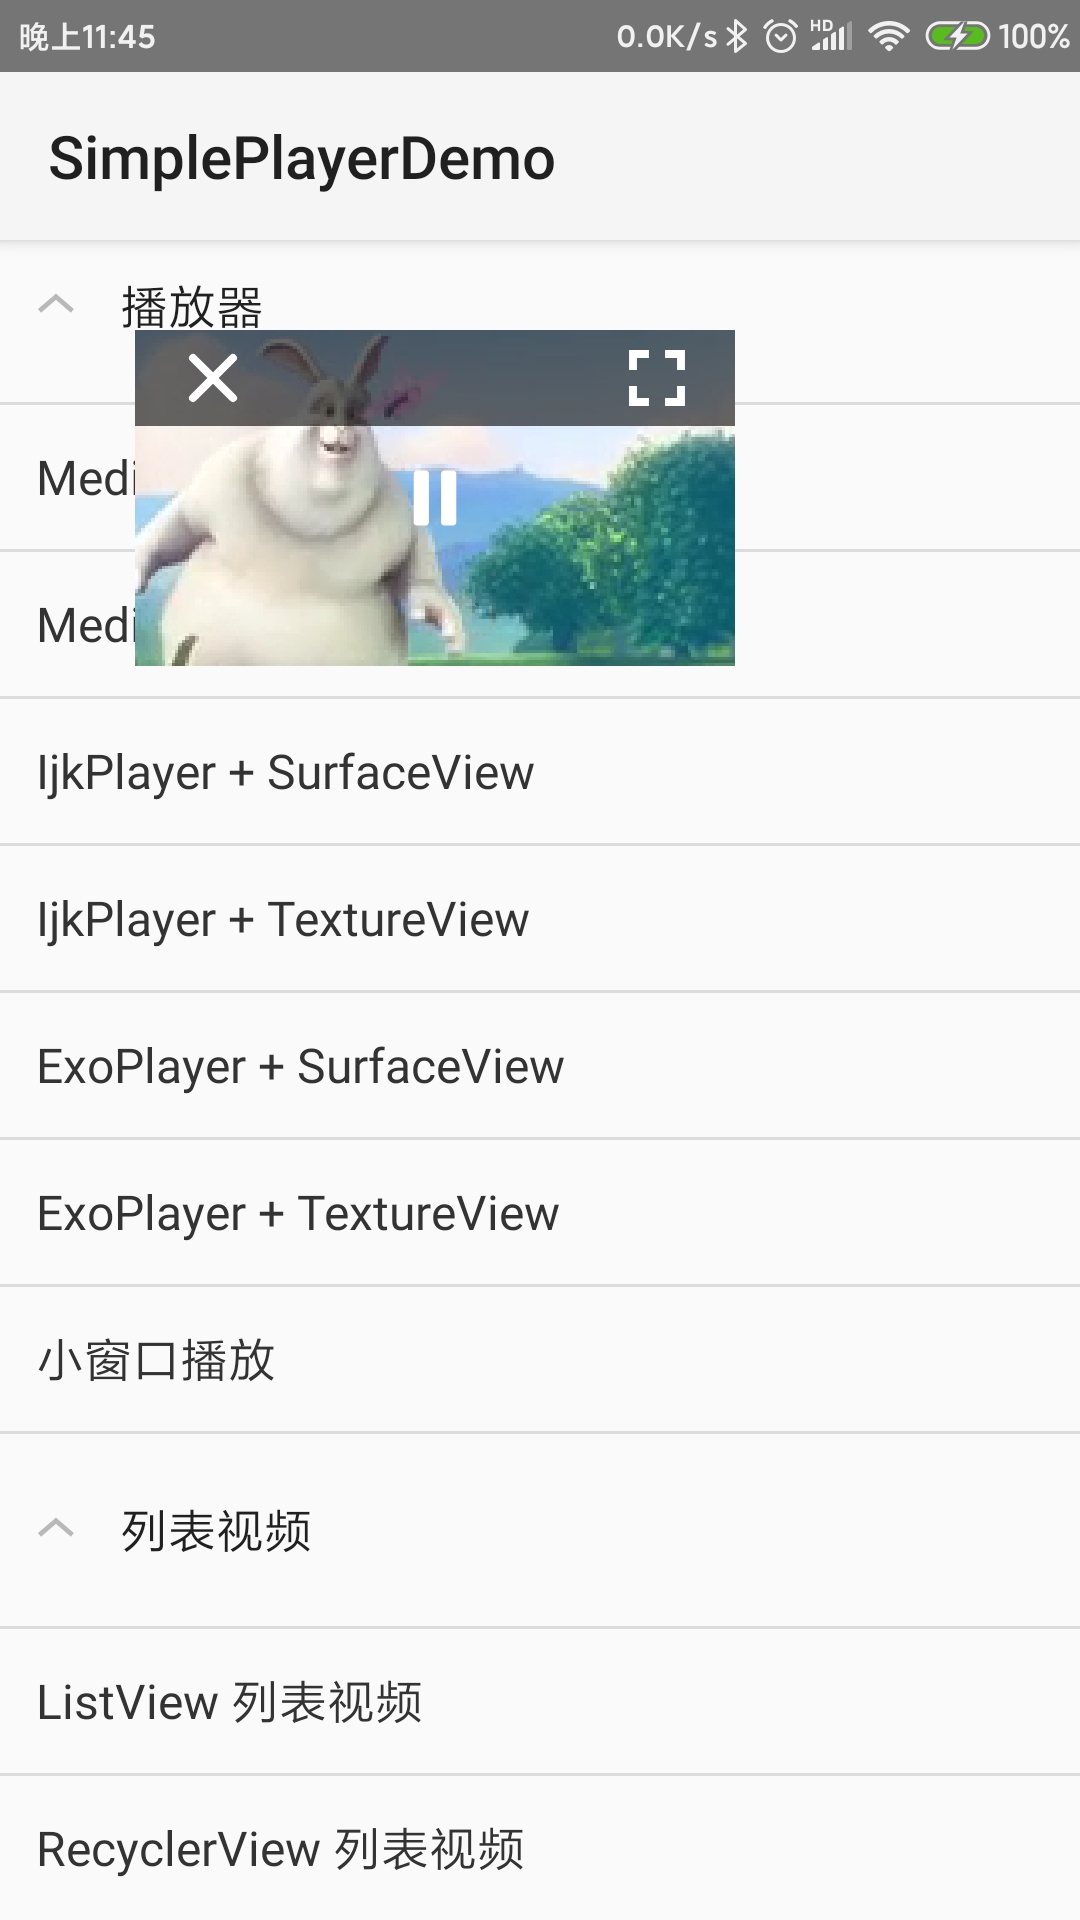 晚上11:45 0.0K/s HD 100%
SimplePlayerDemo
播放器
Medi
Medi
IjkPlayer + SurfaceView
IjkPlayer + TextureView
ExoPlayer + SurfaceView
ExoPlayer + TextureView
小窗口播放
列表视频
ListView 列表视频
RecyclerView 列表视频